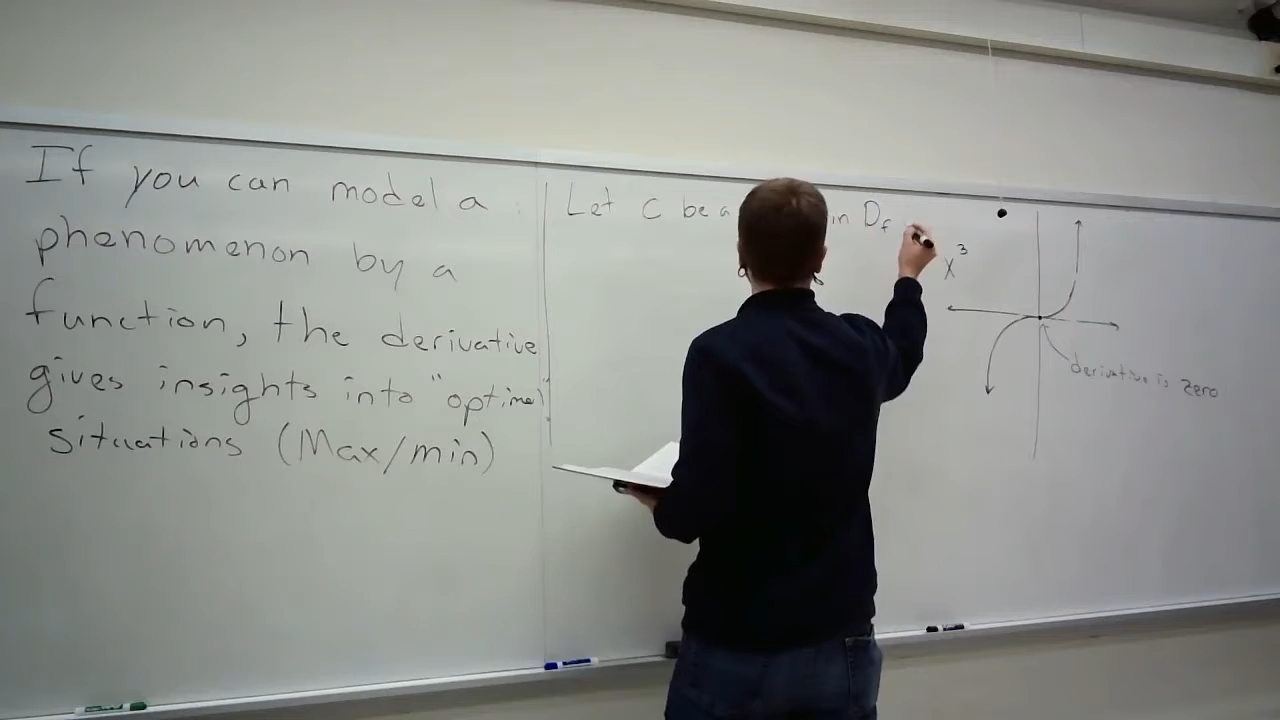 If you can model a
phenomenon by a
function, the derivative
gives insights into "optimal"
situations (Max/min)
Let C be a in Df
x³
derivative is zero